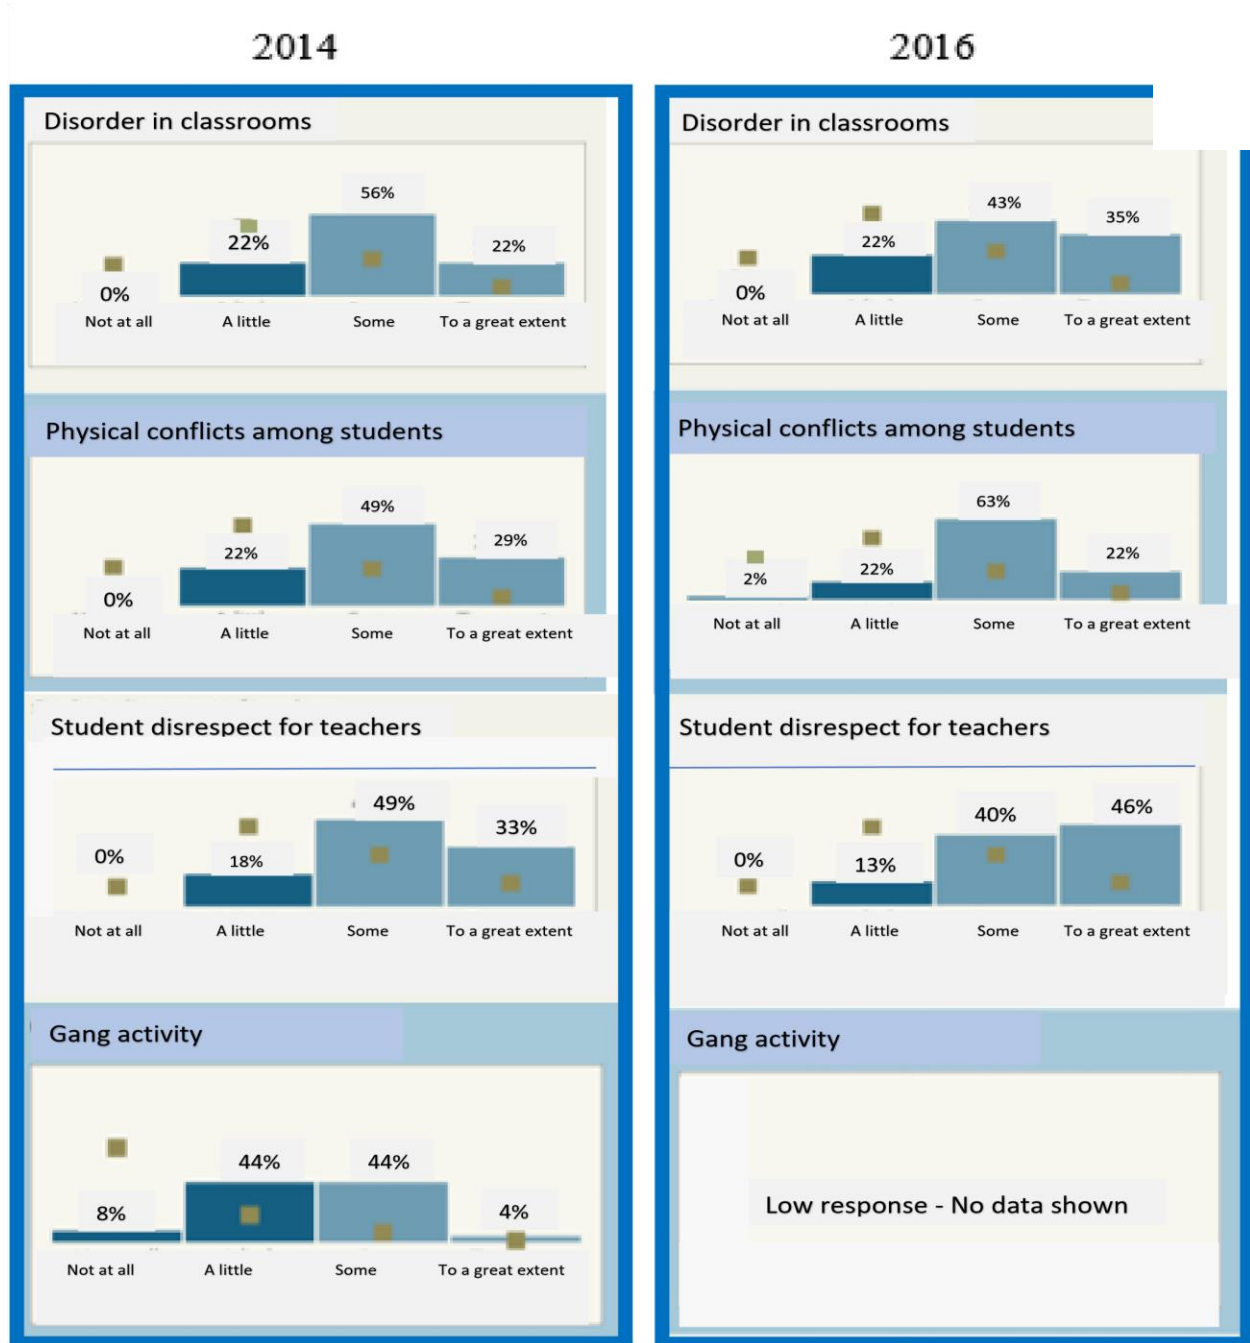 2014
Disorder in classrooms
56%
22%
22%
0%
Not at all A little Some To a great extent
Physical conflicts among students
49%
29%
22%
0%
Not at all A little Some To a great extent
Student disrespect for teachers
49%
33%
0%
18%
Not at all A little Some To a great extent
Gang activity
44% 44%
8% 4%
Not at all A little Some To a great extent
2016
Disorder in classrooms
43%
35%
22%
0%
Not at all A little Some To a great extent
Physical conflicts among students
63%
22%
2% 22%
Not at all A little Some To a great extent
Student disrespect for teachers
40% 46%
0% 13%
Not at all A little Some To a great extent
Gang activity
Low response - No data shown